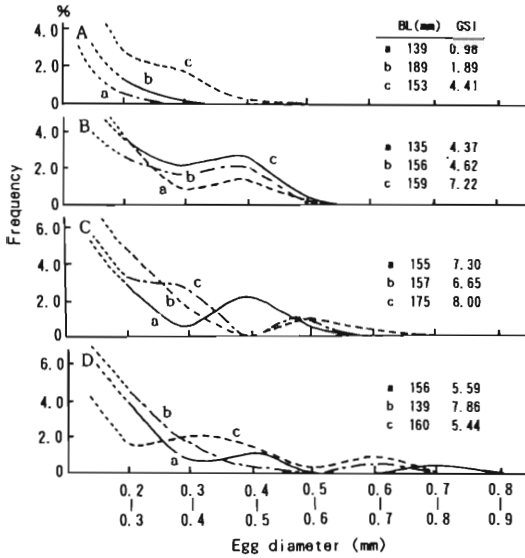 %
BL(mm) GSI
A
4.0
a 139 0.98
b 189 1.89
2.0
c 153 4.41
a b c
0
B
4.0
a 135 4.37
b 156 4.62
2.0
c 159 7.22
a b c
0
Frequency
C
6.0
4.0
a 155 7.30
b 157 6.65
2.0
c 175 8.00
a b c
0
D
6.0
a 156 5.59
4.0
b 139 7.86
c 160 5.44
2.0
a b c
0
0.2 0.3 0.4 0.5 0.6 0.7 0.8
0.3 0.4 0.5 0.6 0.7 0.8 0.9
0.8 0.9
Egg diameter (mm)